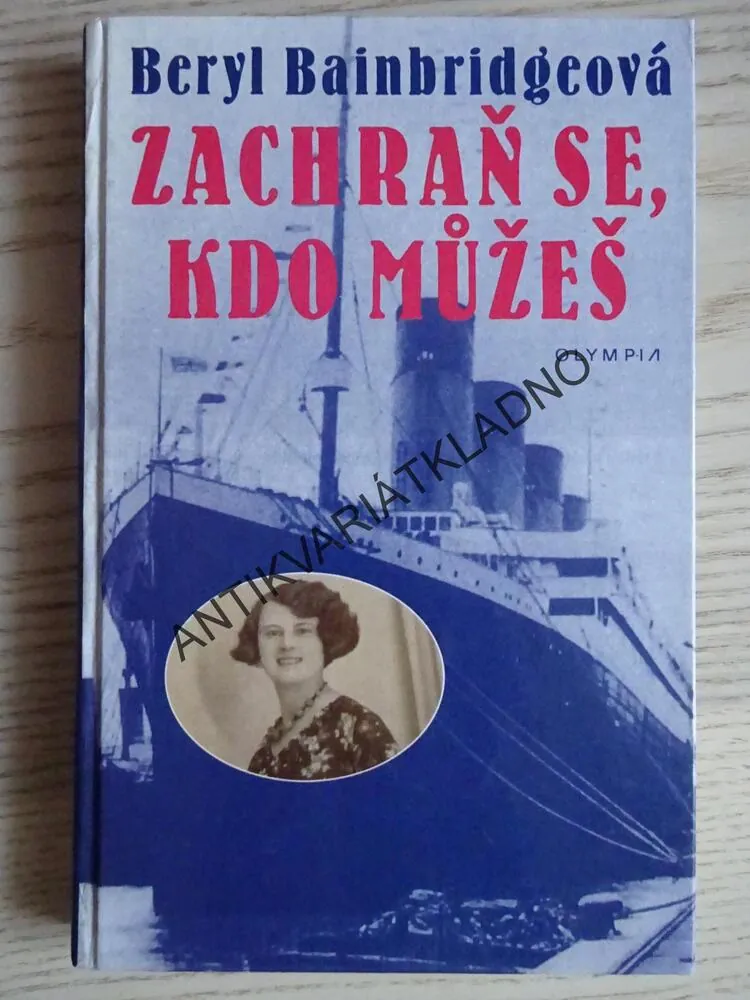 Beryl Bainbridgeová
ZACHRAŇ SE,
KDO MŮŽEŠ
OLYMPIA
ANTIKVARIÁTKLADNO